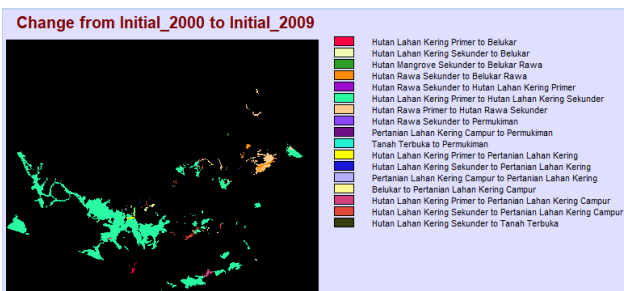 Change from Initial_2000 to Initial_2009
Hutan Lahan Kering Primer to Belukar
Hutan Lahan Kering Sekunder to Belukar
Hutan Mangrove Sekunder to Belukar Rawa
Hutan Rawa Sekunder to Belukar Rawa
Hutan Rawa Sekunder to Hutan Lahan Kering Primer
Hutan Lahan Kering Primer to Hutan Lahan Kering Sekunder
Hutan Rawa Primer to Hutan Rawa Sekunder
Hutan Rawa Sekunder to Permukiman
Pertanian Lahan Kering Campur to Permukiman
Tanah Terbuka to Permukiman
Hutan Lahan Kering Primer to Pertanian Lahan Kering
Hutan Lahan Kering Sekunder to Pertanian Lahan Kering
Pertanian Lahan Kering Campur to Pertanian Lahan Kering
Belukar to Pertanian Lahan Kering Campur
Hutan Lahan Kering Primer to Pertanian Lahan Kering Campur
Hutan Lahan Kering Sekunder to Pertanian Lahan Kering Campur
Hutan Lahan Kering Sekunder to Tanah Terbuka